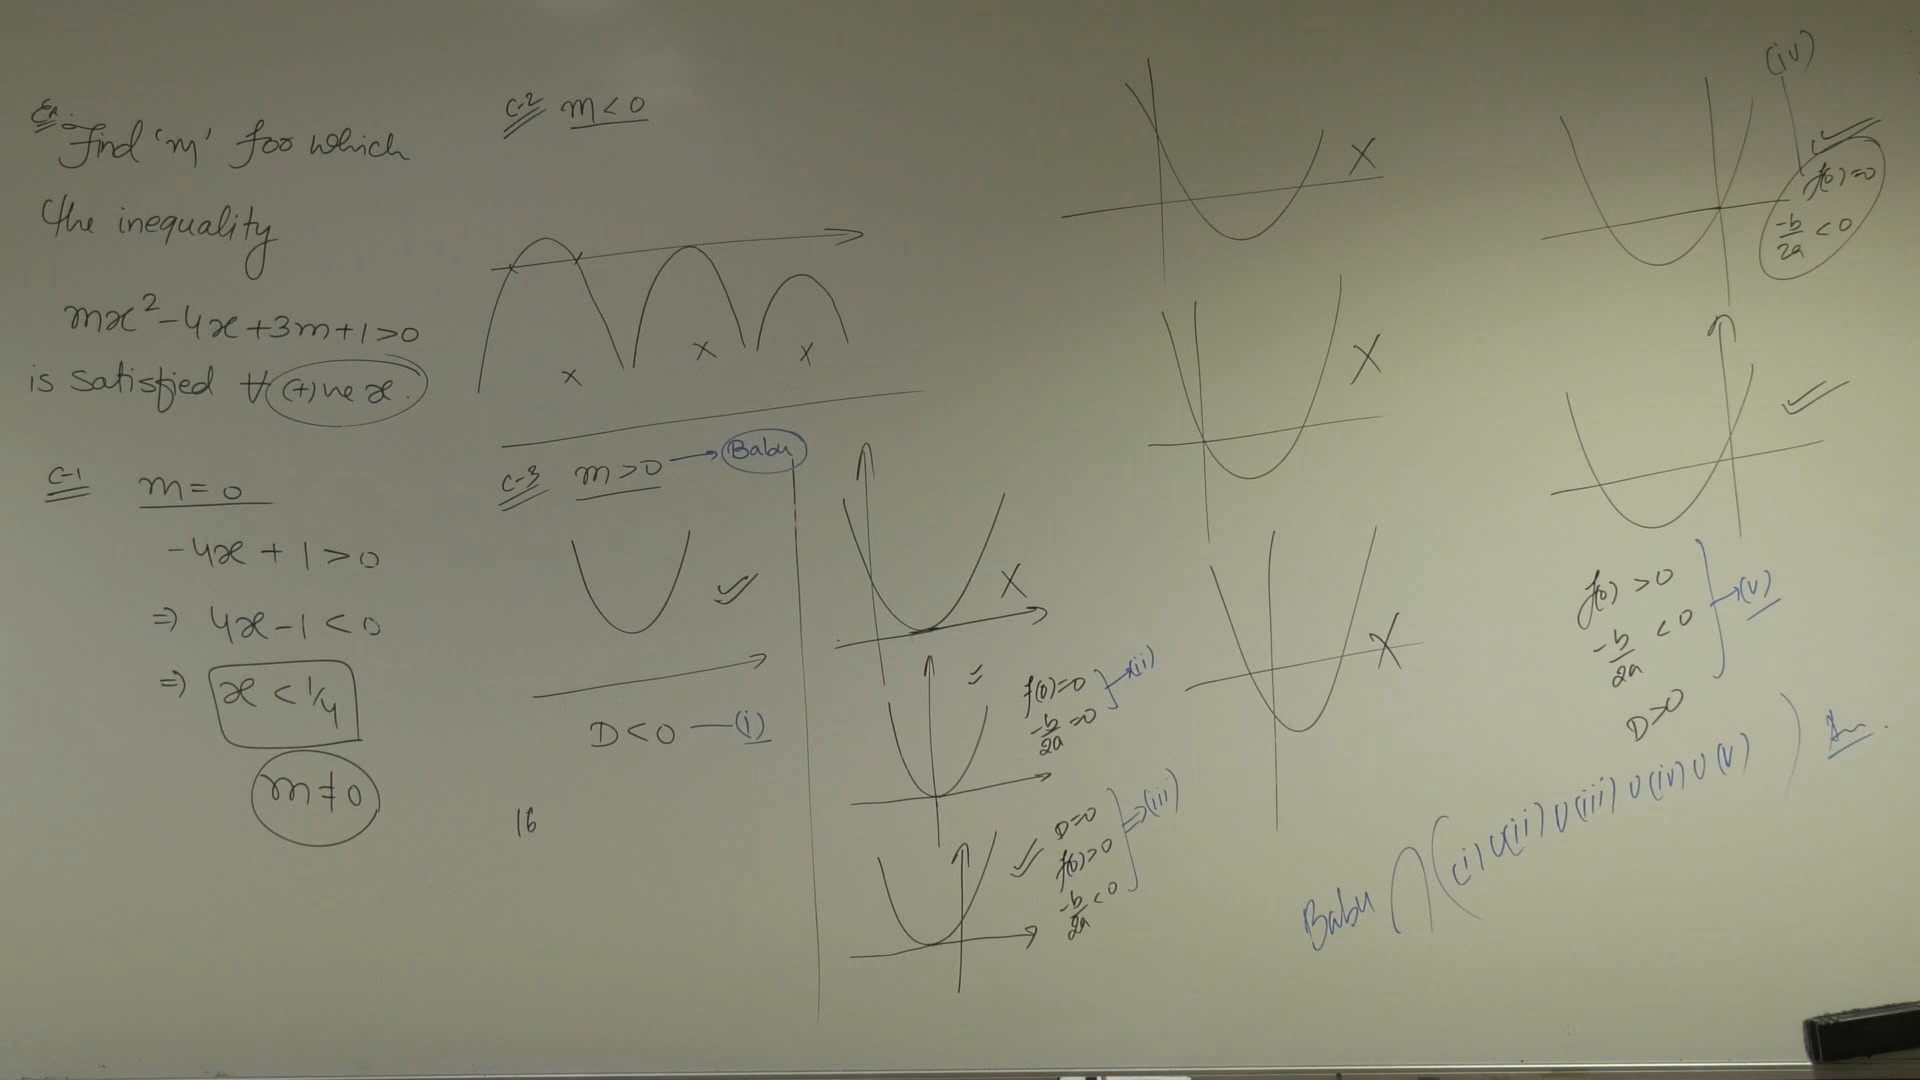 Ex. Find 'm' for which
the inequality
mx²-4x+3m+1>0
is satisfied ∀ (+)ve x.
C-1 m=0
-4x+1>0
⇒ 4x-1<0
⇒ x<1/4
m≠0
C-2 m<0
x x x
C-3 m>0 → Babu
D<0 — (i)
16
X
f(0)=0
-b/2a=0 → (ii)
D=0
f(0)>0 ⇒ (iii)
-b/2a<0
X
X
X
(iv)
f(0)=0
-b/2a<0
f(0)>0
-b/2a<0 → (v)
D>0
Babu ∩ ((i) ∪ (ii) ∪ (iii) ∪ (iv) ∪ (v)) Ans.